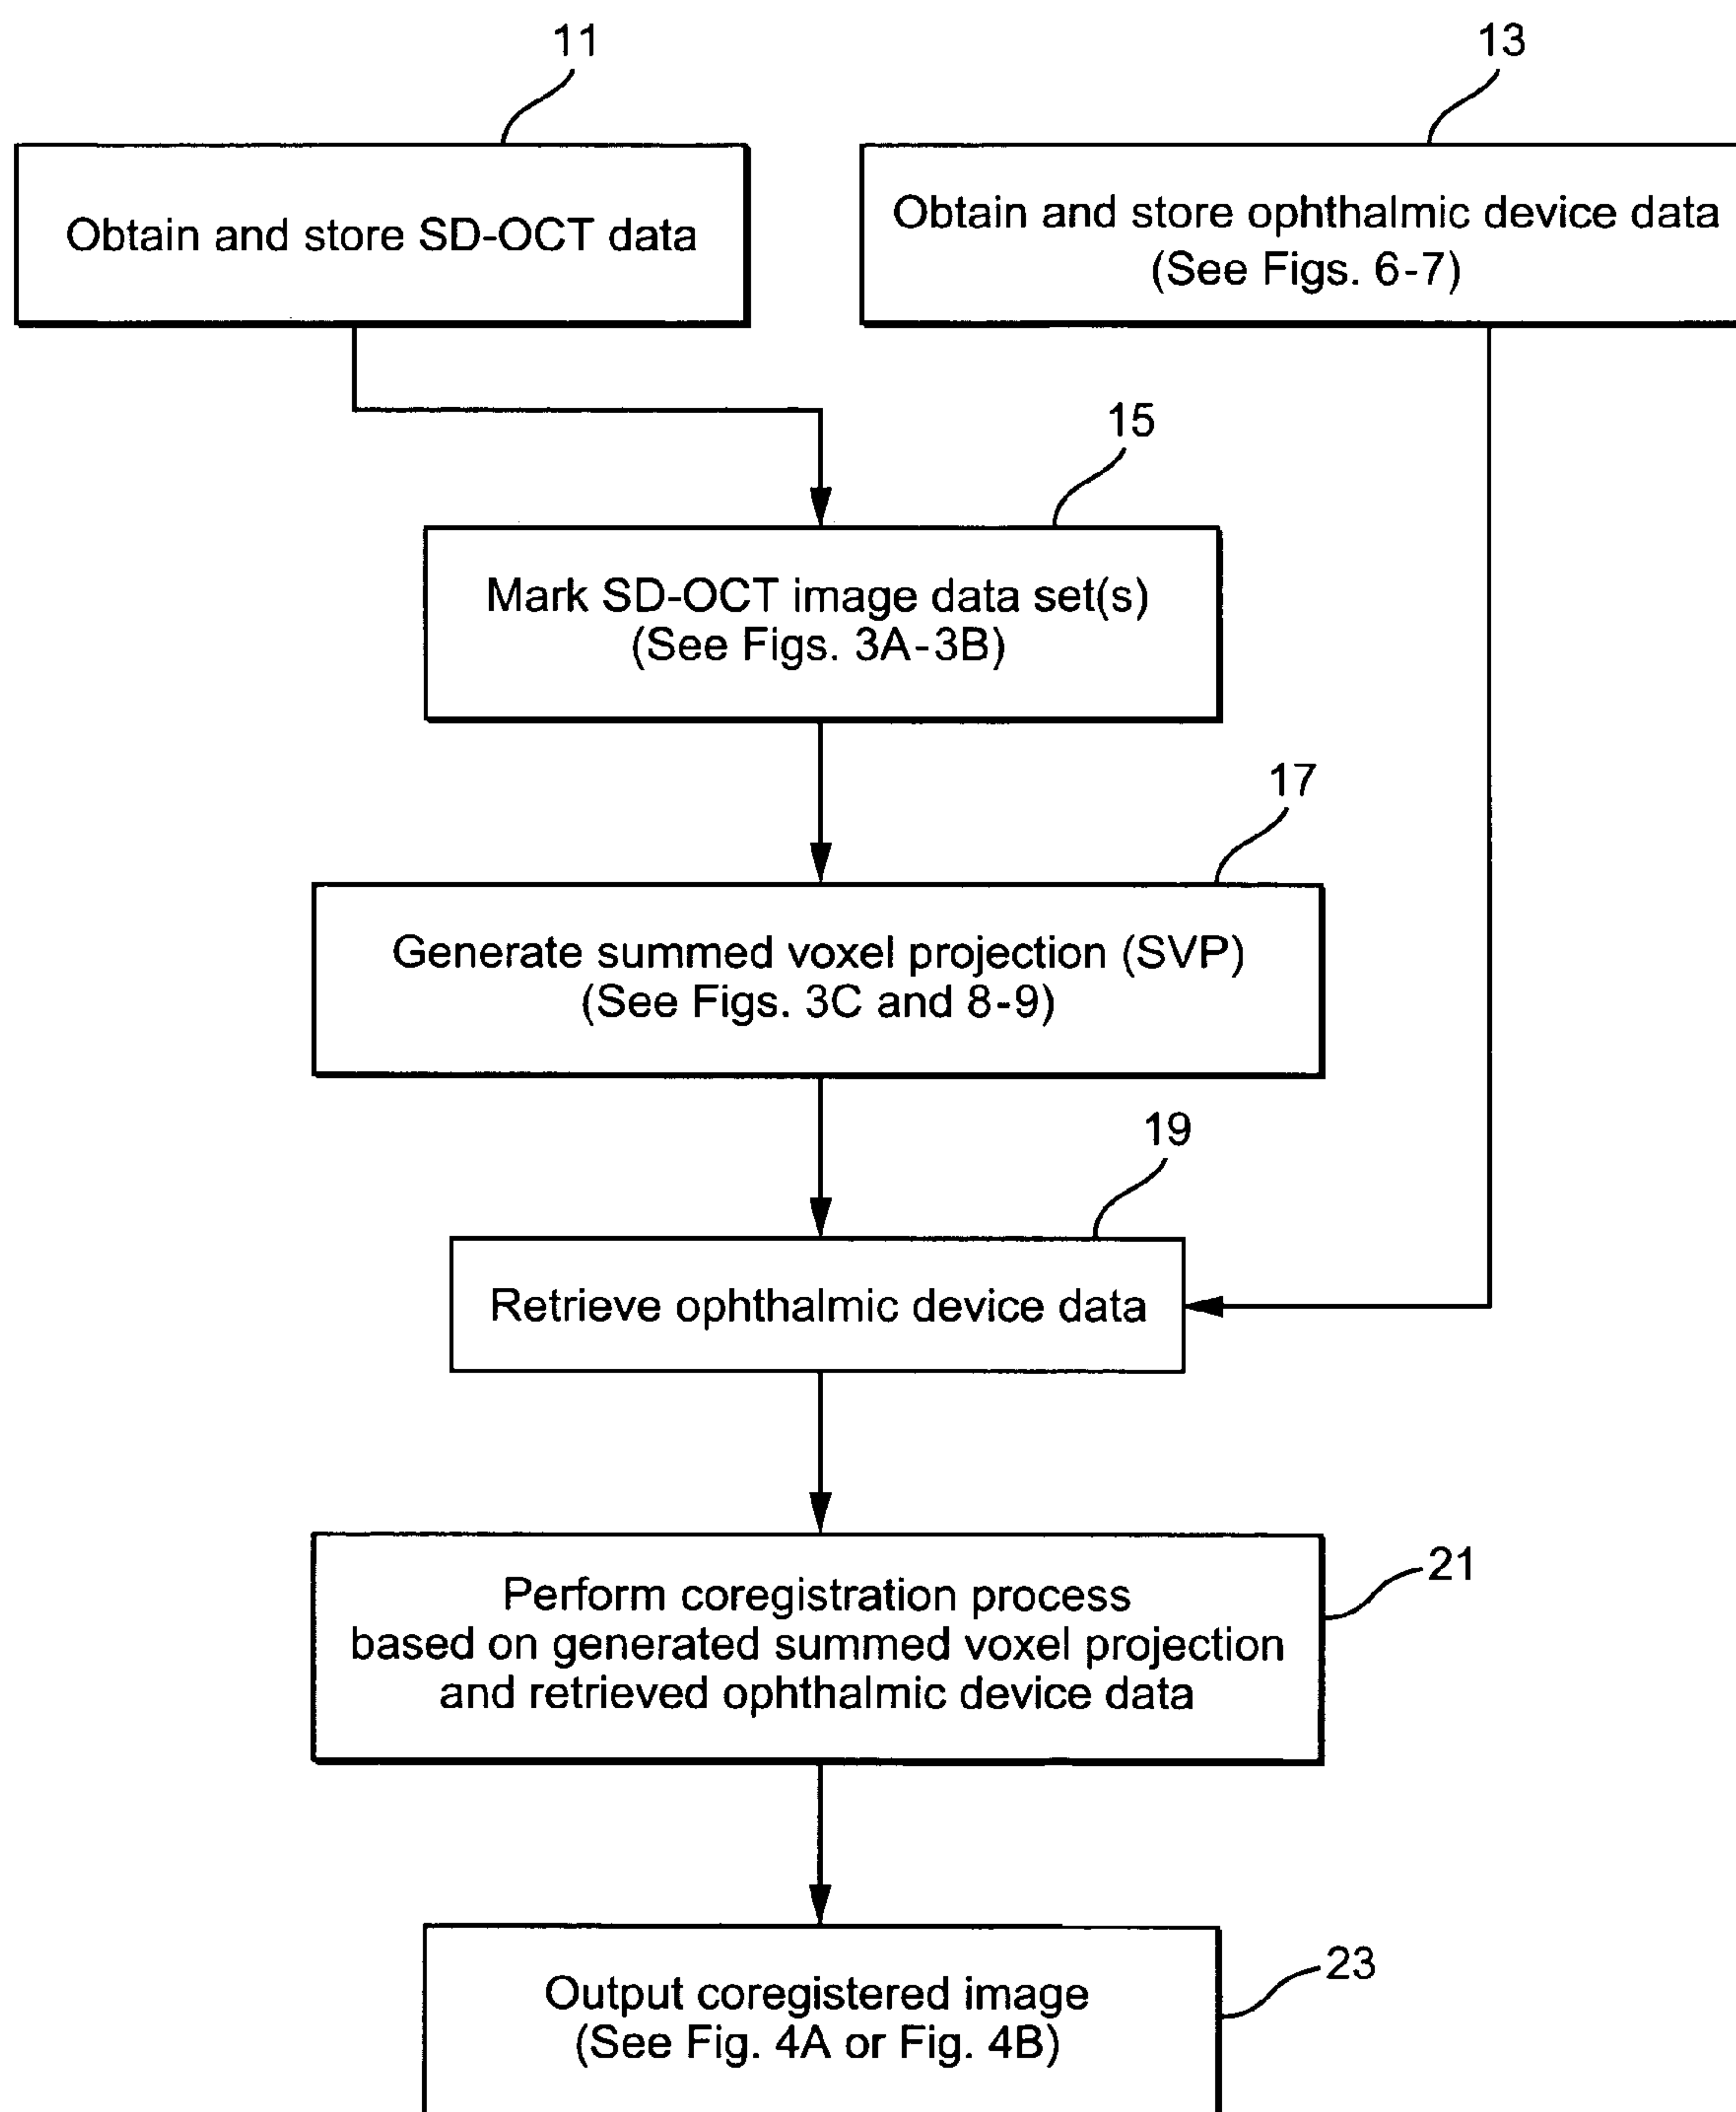 11
13
Obtain and store SD-OCT data
Obtain and store ophthalmic device data
(See Figs. 6-7)
15
Mark SD-OCT image data set(s)
(See Figs. 3A-3B)
17
Generate summed voxel projection (SVP)
(See Figs. 3C and 8-9)
19
Retrieve ophthalmic device data
21
Perform coregistration process
based on generated summed voxel projection
and retrieved ophthalmic device data
23
Output coregistered image
(See Fig. 4A or Fig. 4B)